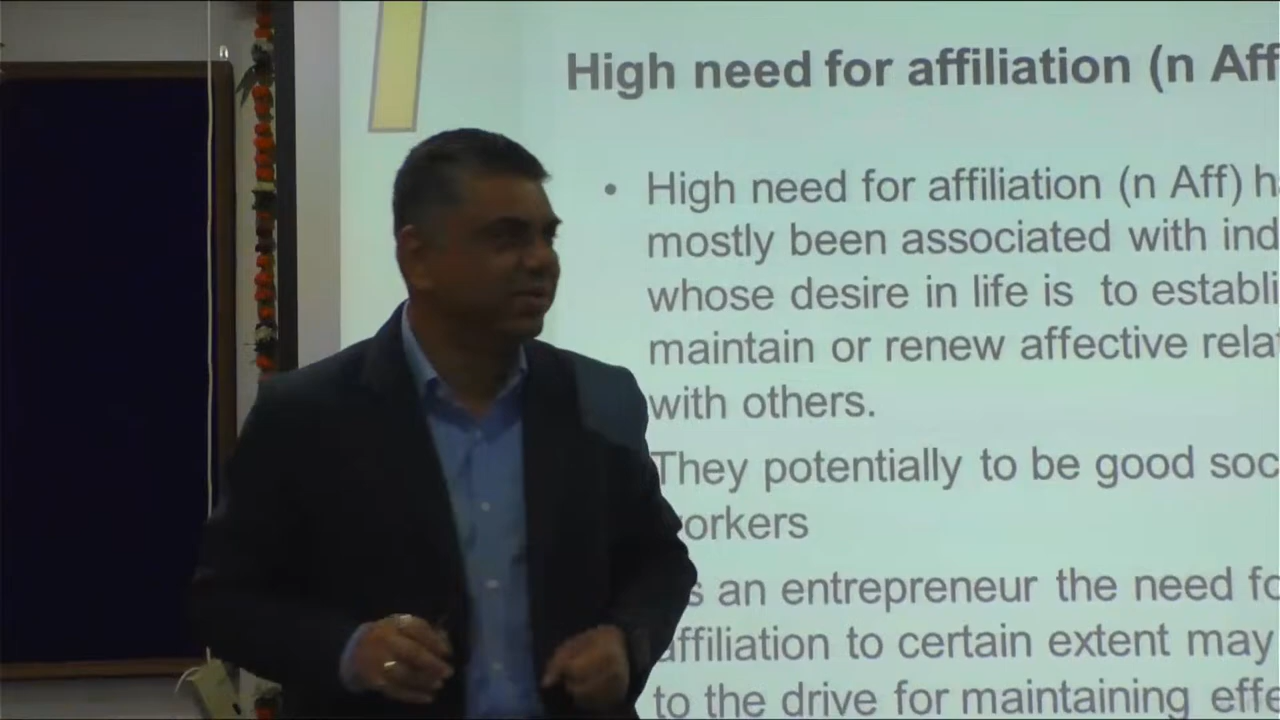 High need for affiliation (n Aff
• High need for affiliation (n Aff) h
mostly been associated with ind
whose desire in life is to establi
maintain or renew affective rela
with others.
They potentially to be good soc
orkers
s an entrepreneur the need fo
affiliation to certain extent may
to the drive for maintaining effe